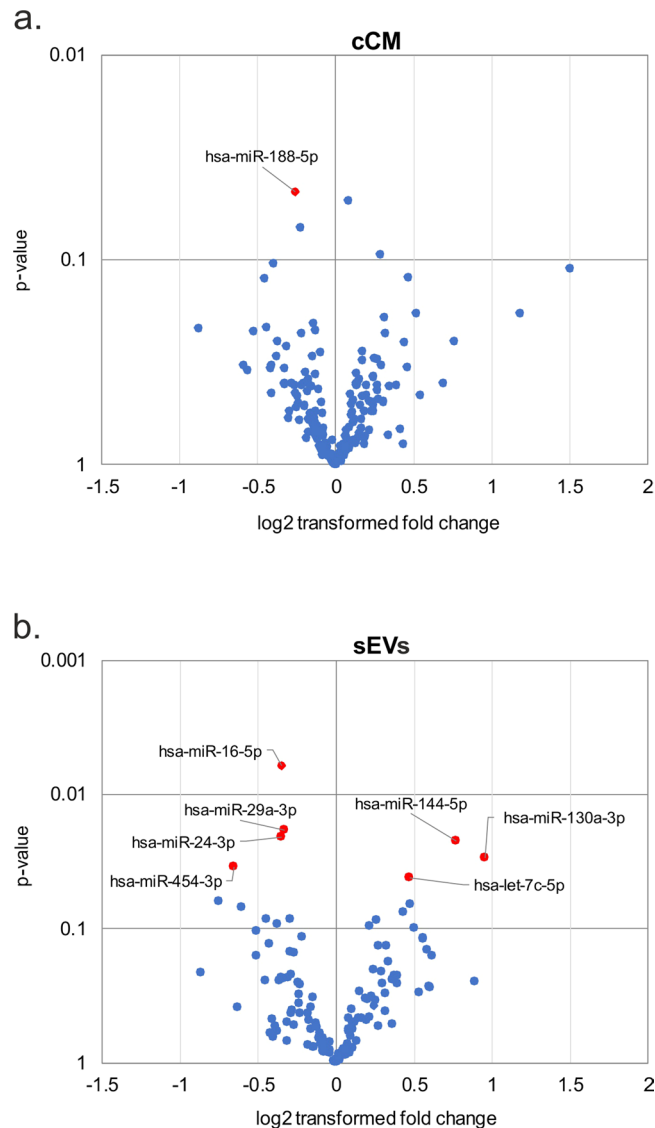 a.
cCM
0.01
hsa-miR-188-5p
0.1
p-value
1
-1.5 -1 -0.5 0 0.5 1 1.5 2
log2 transformed fold change
b.
sEVs
0.001
hsa-miR-16-5p
0.01
hsa-miR-29a-3p
hsa-miR-144-5p
hsa-miR-130a-3p
hsa-miR-24-3p
hsa-miR-454-3p
hsa-let-7c-5p
p-value
0.1
1
-1.5 -1 -0.5 0 0.5 1 1.5 2
log2 transformed fold change